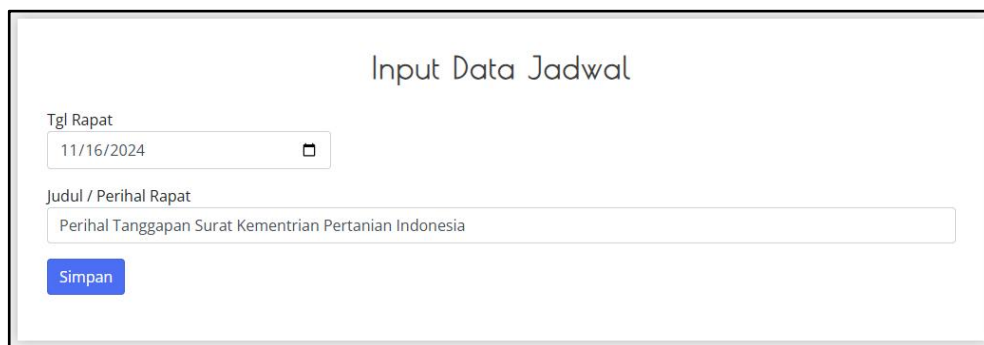 Input Data Jadwal
Tgl Rapat
11/16/2024
Judul / Perihal Rapat
Perihal Tanggapan Surat Kementrian Pertanian Indonesia
Simpan